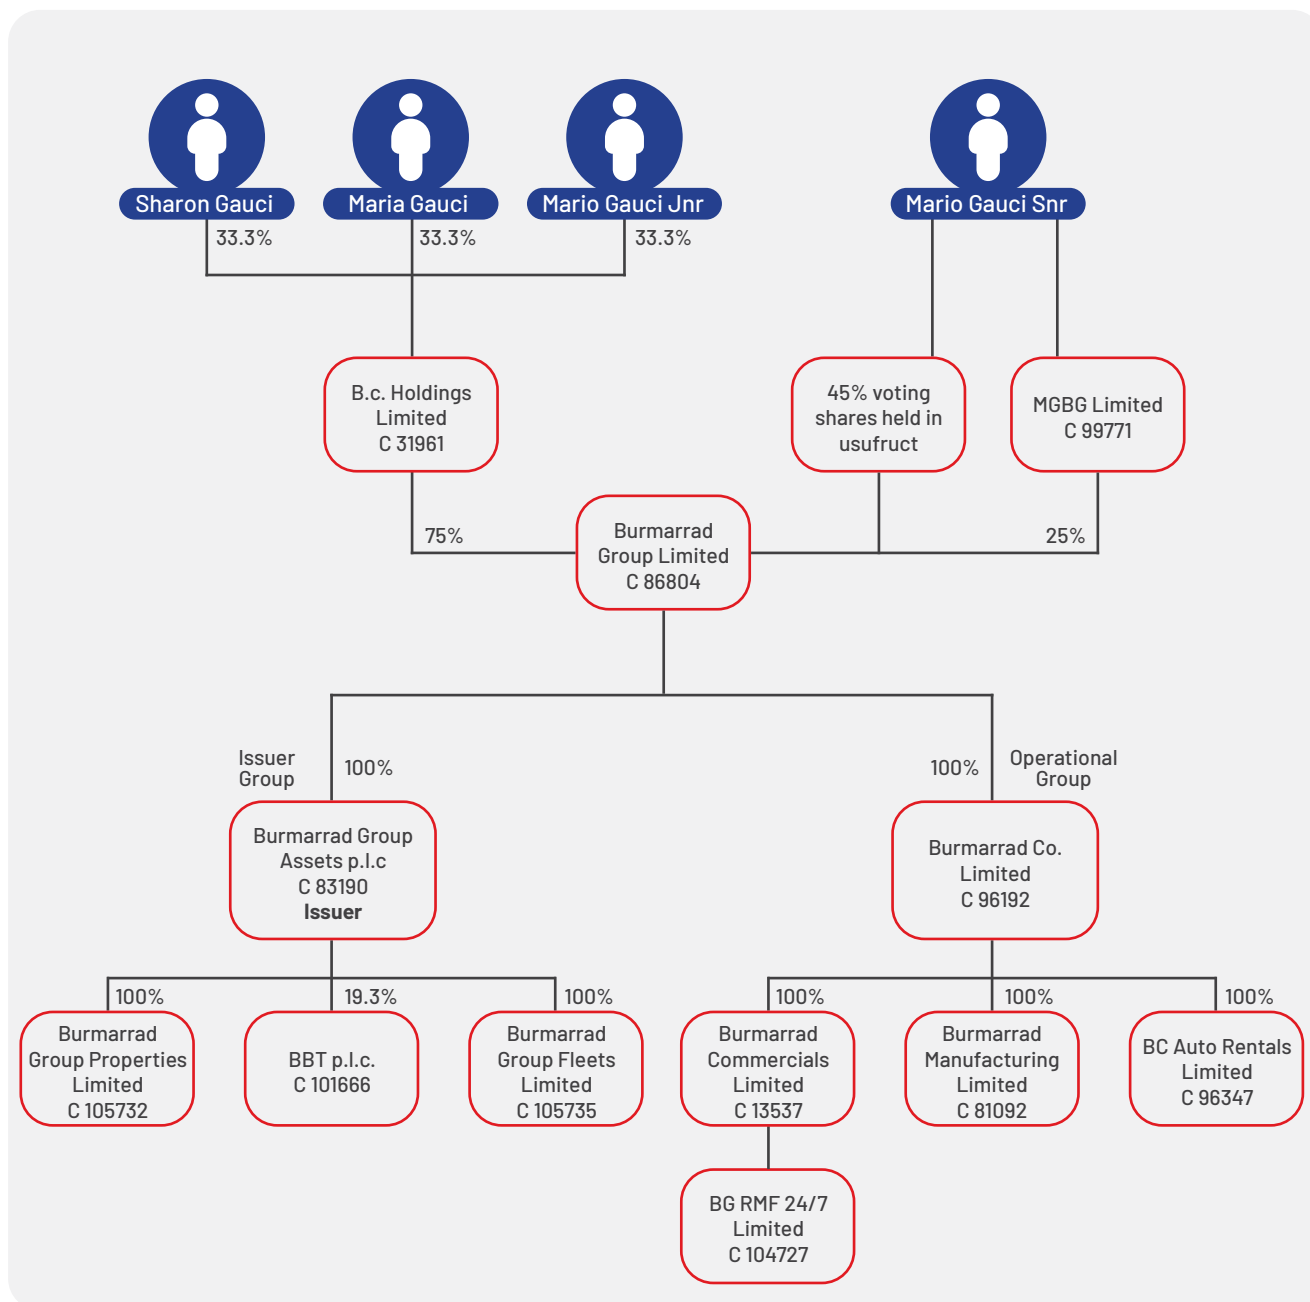 Sharon Gauci
Maria Gauci
Mario Gauci Jnr
Mario Gauci Snr
33.3%
33.3%
33.3%
B.c. Holdings
Limited
C 31961
45% voting
shares held in
usufruct
MGBG Limited
C 99771
75%
Burmarrad
Group Limited
C 86804
25%
Issuer
Group
100%
100%
Operational
Group
Burmarrad Group
Assets p.l.c
C 83190
Issuer
Burmarrad Co.
Limited
C 96192
100%
19.3%
100%
100%
100%
100%
Burmarrad
Group Properties
Limited
C 105732
BBT p.l.c.
C 101666
Burmarrad
Group Fleets
Limited
C 105735
Burmarrad
Commercials
Limited
C 13537
Burmarrad
Manufacturing
Limited
C 81092
BC Auto Rentals
Limited
C 96347
BG RMF 24/7
Limited
C 104727